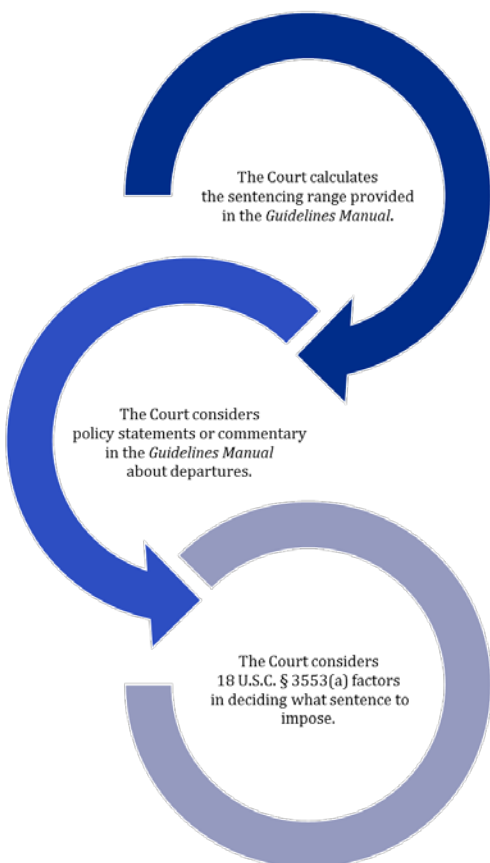 The Court calculates
the sentencing range provided
in the Guidelines Manual.
The Court considers
policy statements or commentary
in the Guidelines Manual
about departures.
The Court considers
18 U.S.C. § 3553(a) factors
in deciding what sentence to
impose.